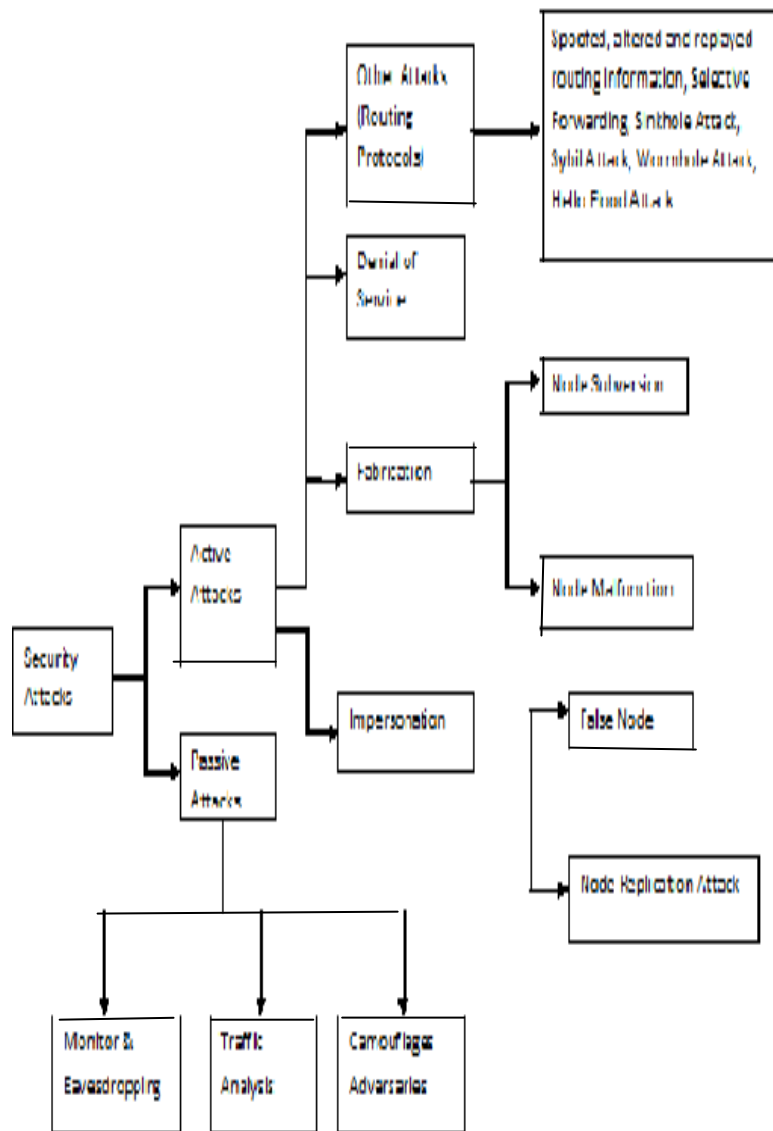 Other Attacks
(Routing
Protocols)
Spoofed, altered and replayed
routing information, Selective
Forwarding, Sinkhole Attack,
Sybil Attack, Wormhole Attack,
Hello Flood Attack
Denial of
Service
Node Subversion
Fabrication
Active
Attacks
Node Malfunction
Security
Attacks
Impersonation
False Node
Passive
Attacks
Node Replication Attack
Monitor &
Eavesdropping
Traffic
Analysis
Camouflages
Adversaries